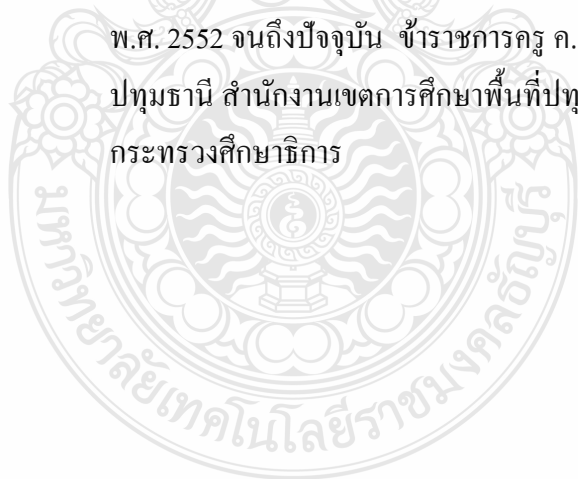 พ.ศ. 2552 จนถึงปัจจุบัน ข้าราชการครู ค.
ปทุมธานี สำนักงานเขตการศึกษาพื้นที่ปทุ
กระทรวงศึกษาธิการ
มหาวิทยาลัยเทคโนโลยีราชมงคลธัญบุรี